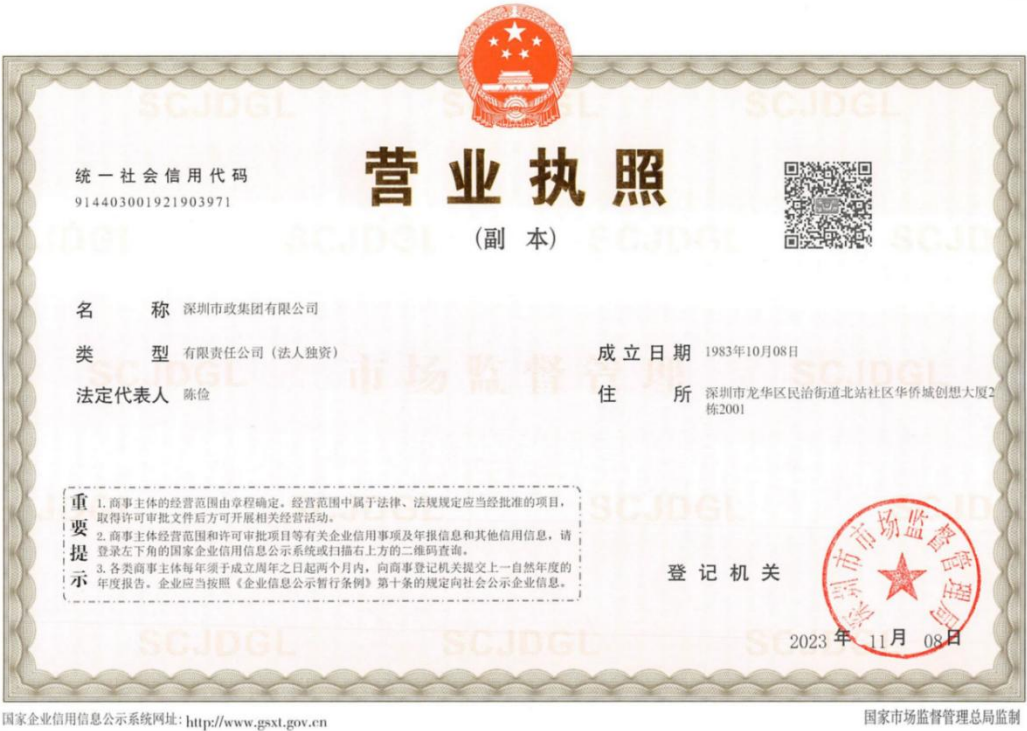 营业执照
(副 本)
统一社会信用代码
914403001921903971
名 称 深圳市政集团有限公司
类 型 有限责任公司（法人独资）
法定代表人 陈俭
成立日期 1983年10月08日
住 所 深圳市龙华区民治街道北站社区华侨城创想大厦2
栋2001
重要提示
1.商事主体的经营范围由章程确定。经营范围中属于法律、法规规定应当经批准的项目，
取得许可审批文件后方可开展相关经营活动。
2.商事主体经营范围和许可审批项目等有关企业信用事项及年报信息和其他信用信息，请
登录左下角的国家企业信用信息公示系统或扫描右上方的二维码查询。
3.各类商事主体每年须于成立周年之日起两个月内，向商事登记机关提交上一自然年度的
年度报告。企业应当按照《企业信息公示暂行条例》第十条的规定向社会公示企业信息。
登记机关
深圳市市场监督管理局
2023 年 11月 08日
国家企业信用信息公示系统网址: http://www.gsxt.gov.cn
国家市场监督管理总局监制
SCJDGL
市场监督管理